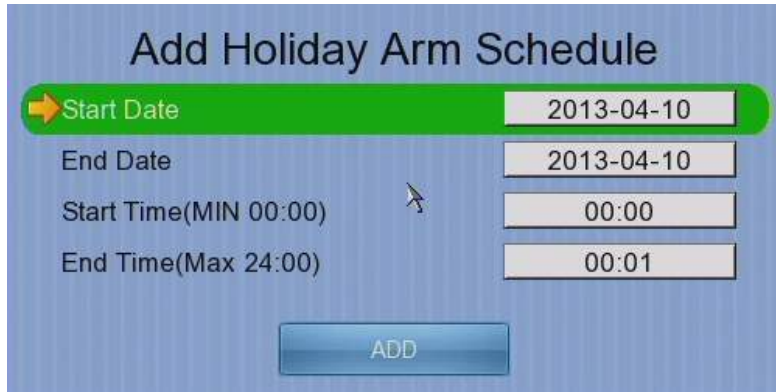 Add Holiday Arm Schedule
Start Date 2013-04-10
End Date 2013-04-10
Start Time(MIN 00:00) 00:00
End Time(Max 24:00) 00:01
ADD